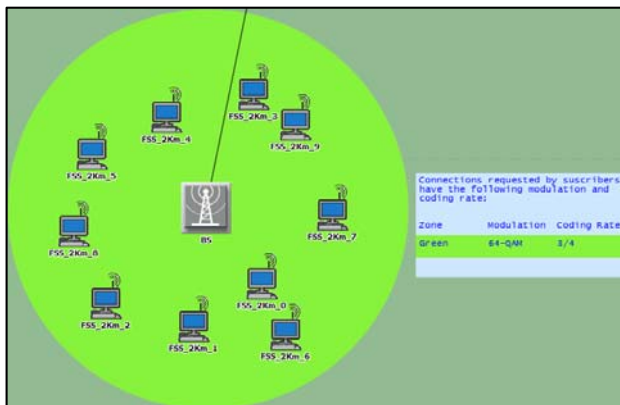 FSS_2Km_3
FSS_2Km_4
FSS_2Km_9
FSS_2Km_5
Connections requested by suscribers
have the following modulation and
coding rate:
Zone Modulation Coding Rate
Green 64-QAM 3/4
FSS_2Km_7
BS
FSS_2Km_8
FSS_2Km_0
FSS_2Km_2
FSS_2Km_1
FSS_2Km_6